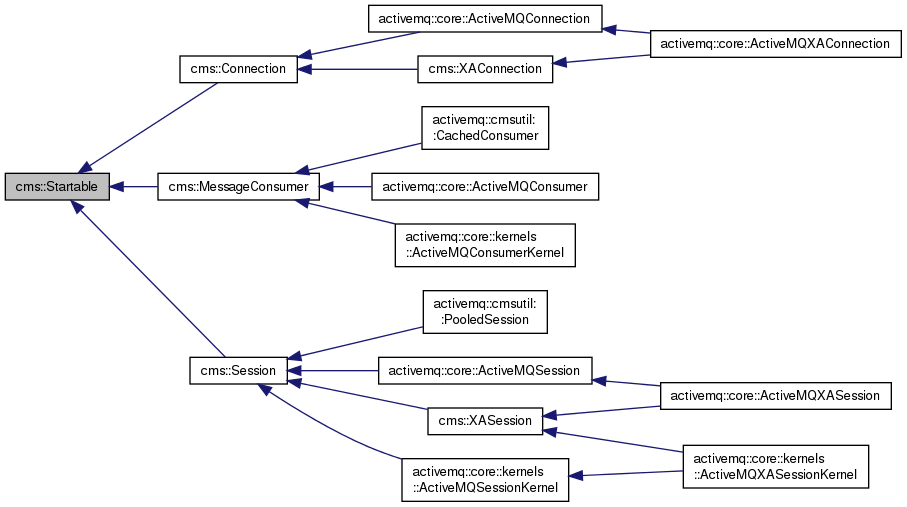 activemq::core::ActiveMQConnection
activemq::core::ActiveMQXAConnection
cms::Connection
cms::XAConnection
activemq::cmsutil:
:CachedConsumer
cms::Startable
cms::MessageConsumer
activemq::core::ActiveMQConsumer
activemq::core::kernels
::ActiveMQConsumerKernel
activemq::cmsutil:
:PooledSession
cms::Session
activemq::core::ActiveMQSession
activemq::core::ActiveMQXASession
cms::XASession
activemq::core::kernels
::ActiveMQXASessionKernel
activemq::core::kernels
::ActiveMQSessionKernel